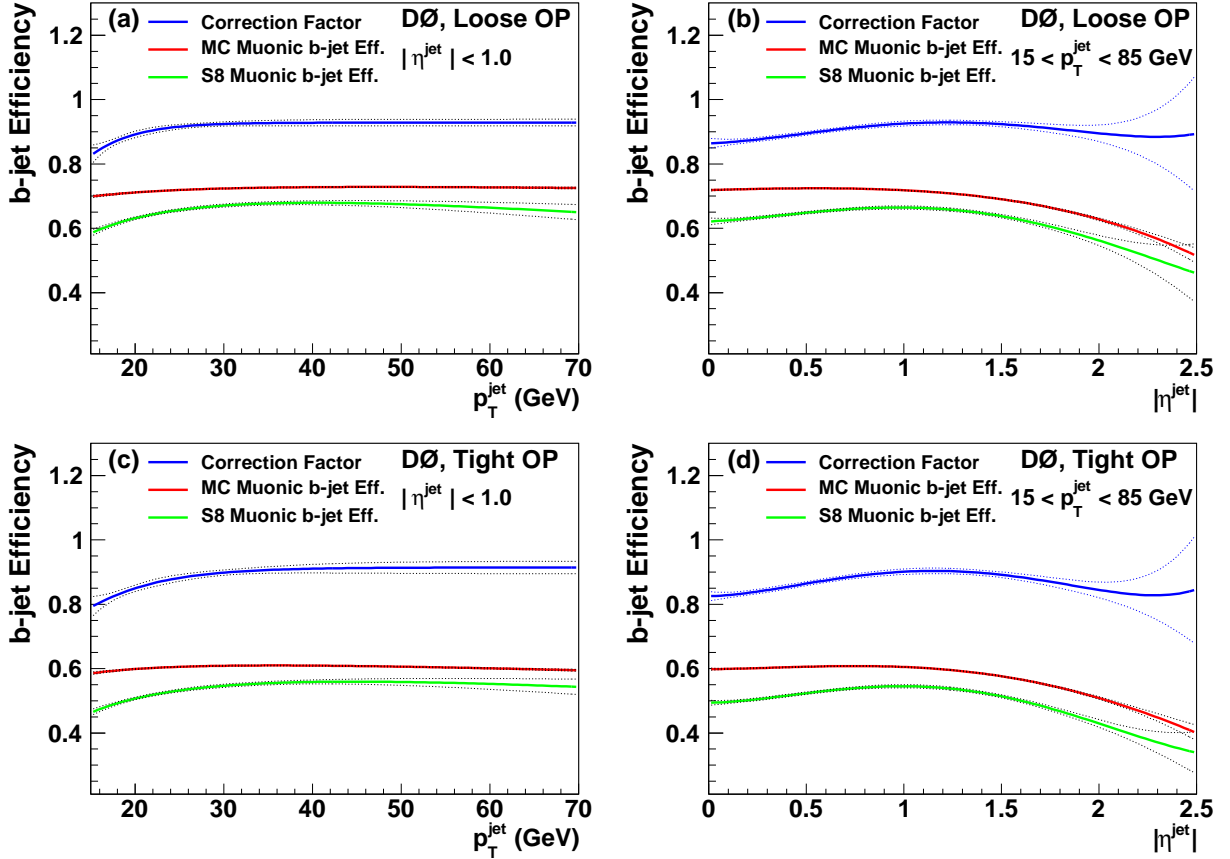 (a) Correction Factor DØ, Loose OP
MC Muonic b-jet Eff. | η^jet | < 1.0
S8 Muonic b-jet Eff.
b-jet Efficiency
1.2
1
0.8
0.6
0.4
20 30 40 50 60 70
p_T^jet (GeV)
(b) Correction Factor DØ, Loose OP
MC Muonic b-jet Eff. 15 < p_T^jet < 85 GeV
S8 Muonic b-jet Eff.
b-jet Efficiency
1.2
1
0.8
0.6
0.4
0 0.5 1 1.5 2 2.5
|η^jet|
(c) Correction Factor DØ, Tight OP
MC Muonic b-jet Eff. | η^jet | < 1.0
S8 Muonic b-jet Eff.
b-jet Efficiency
1.2
1
0.8
0.6
0.4
20 30 40 50 60 70
p_T^jet (GeV)
(d) Correction Factor DØ, Tight OP
MC Muonic b-jet Eff. 15 < p_T^jet < 85 GeV
S8 Muonic b-jet Eff.
b-jet Efficiency
1.2
1
0.8
0.6
0.4
0 0.5 1 1.5 2 2.5
|η^jet|